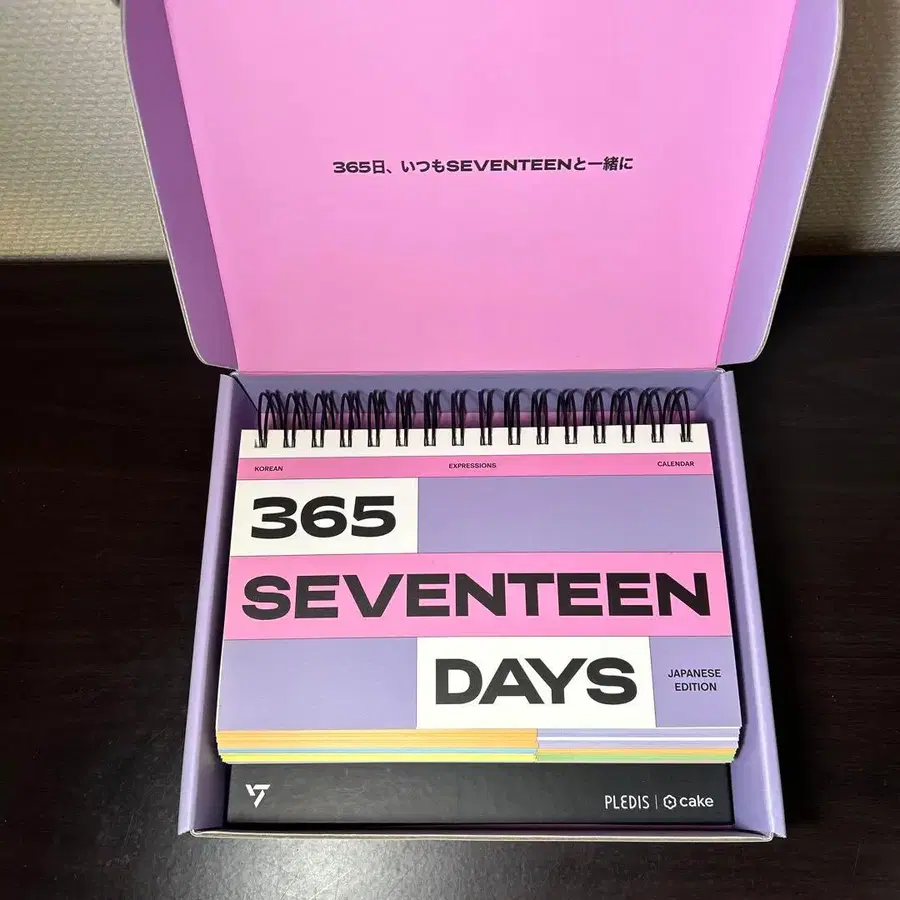 365日、いつもSEVENTEENと一緒に
KOREAN EXPRESSIONS CALENDAR
365
SEVENTEEN
DAYS
JAPANESE
EDITION
PLEDIS | cake